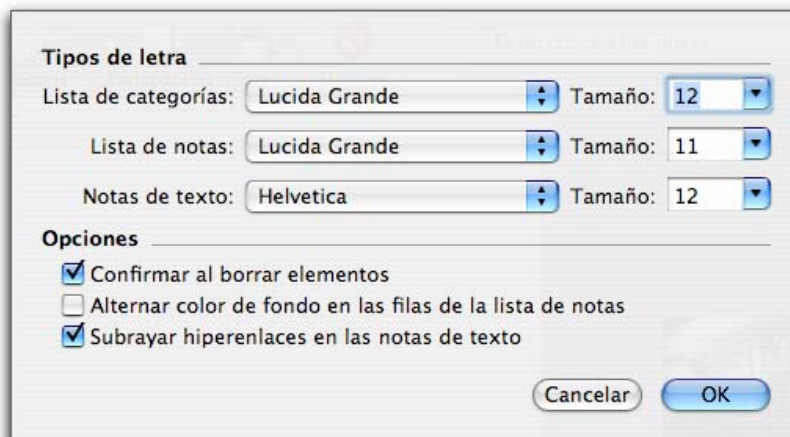 Tipos de letra
Lista de categorías: Lucida Grande Tamaño: 12
Lista de notas: Lucida Grande Tamaño: 11
Notas de texto: Helvetica Tamaño: 12
Opciones
Confirmar al borrar elementos
Alternar color de fondo en las filas de la lista de notas
Subrayar hiperenlaces en las notas de texto
Cancelar OK